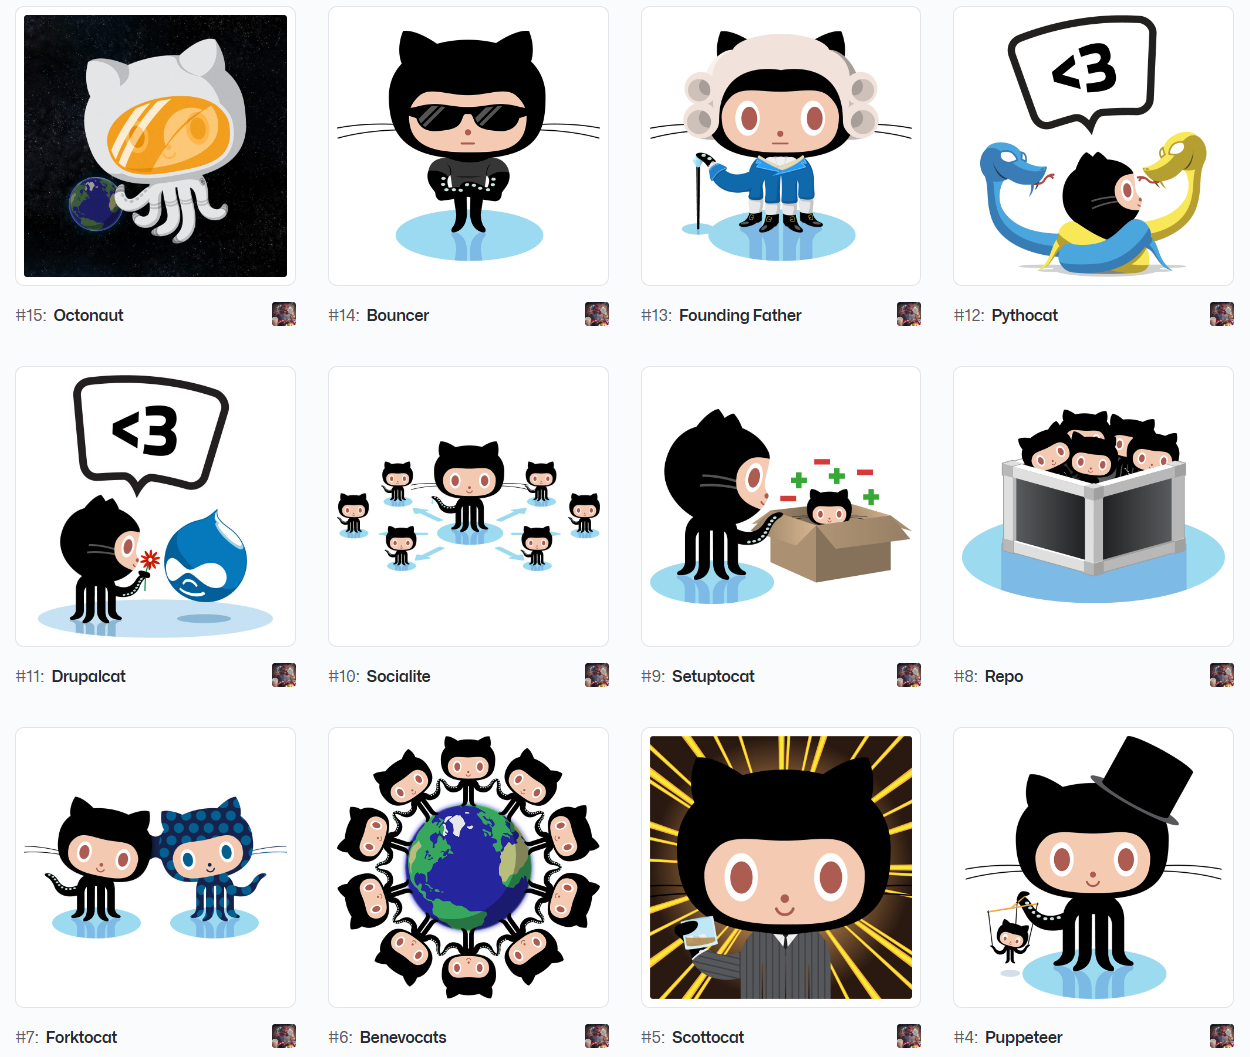 <3
#15: Octonaut
#14: Bouncer
#13: Founding Father
#12: Pythocat
<3
#11: Drupalcat
#10: Socialite
#9: Setuptocat
#8: Repo
#7: Forktocat
#6: Benevocats
#5: Scottocat
#4: Puppeteer